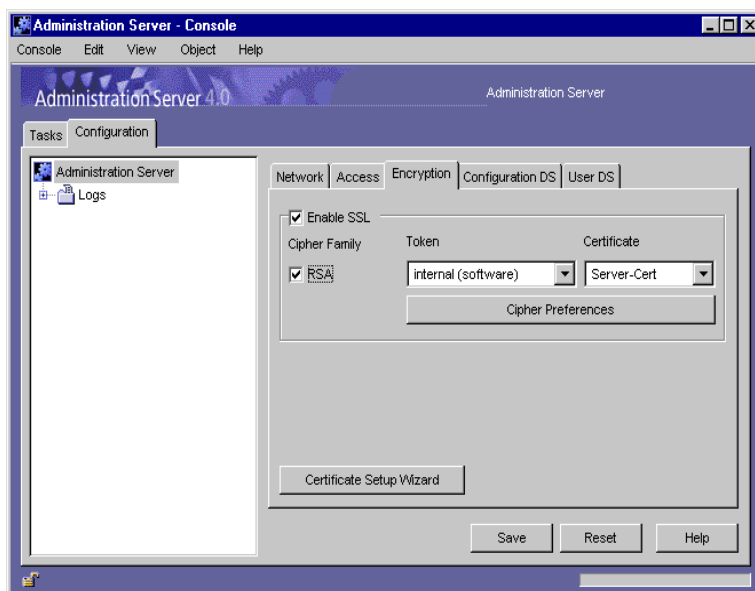 Administration Server - Console
Console Edit View Object Help
Administration Server 4.0
Administration Server
Tasks Configuration
Administration Server
Logs
Network Access Encryption Configuration DS User DS
Enable SSL
Cipher Family Token Certificate
RSA internal (software) Server-Cert
Cipher Preferences
Certificate Setup Wizard
Save Reset Help